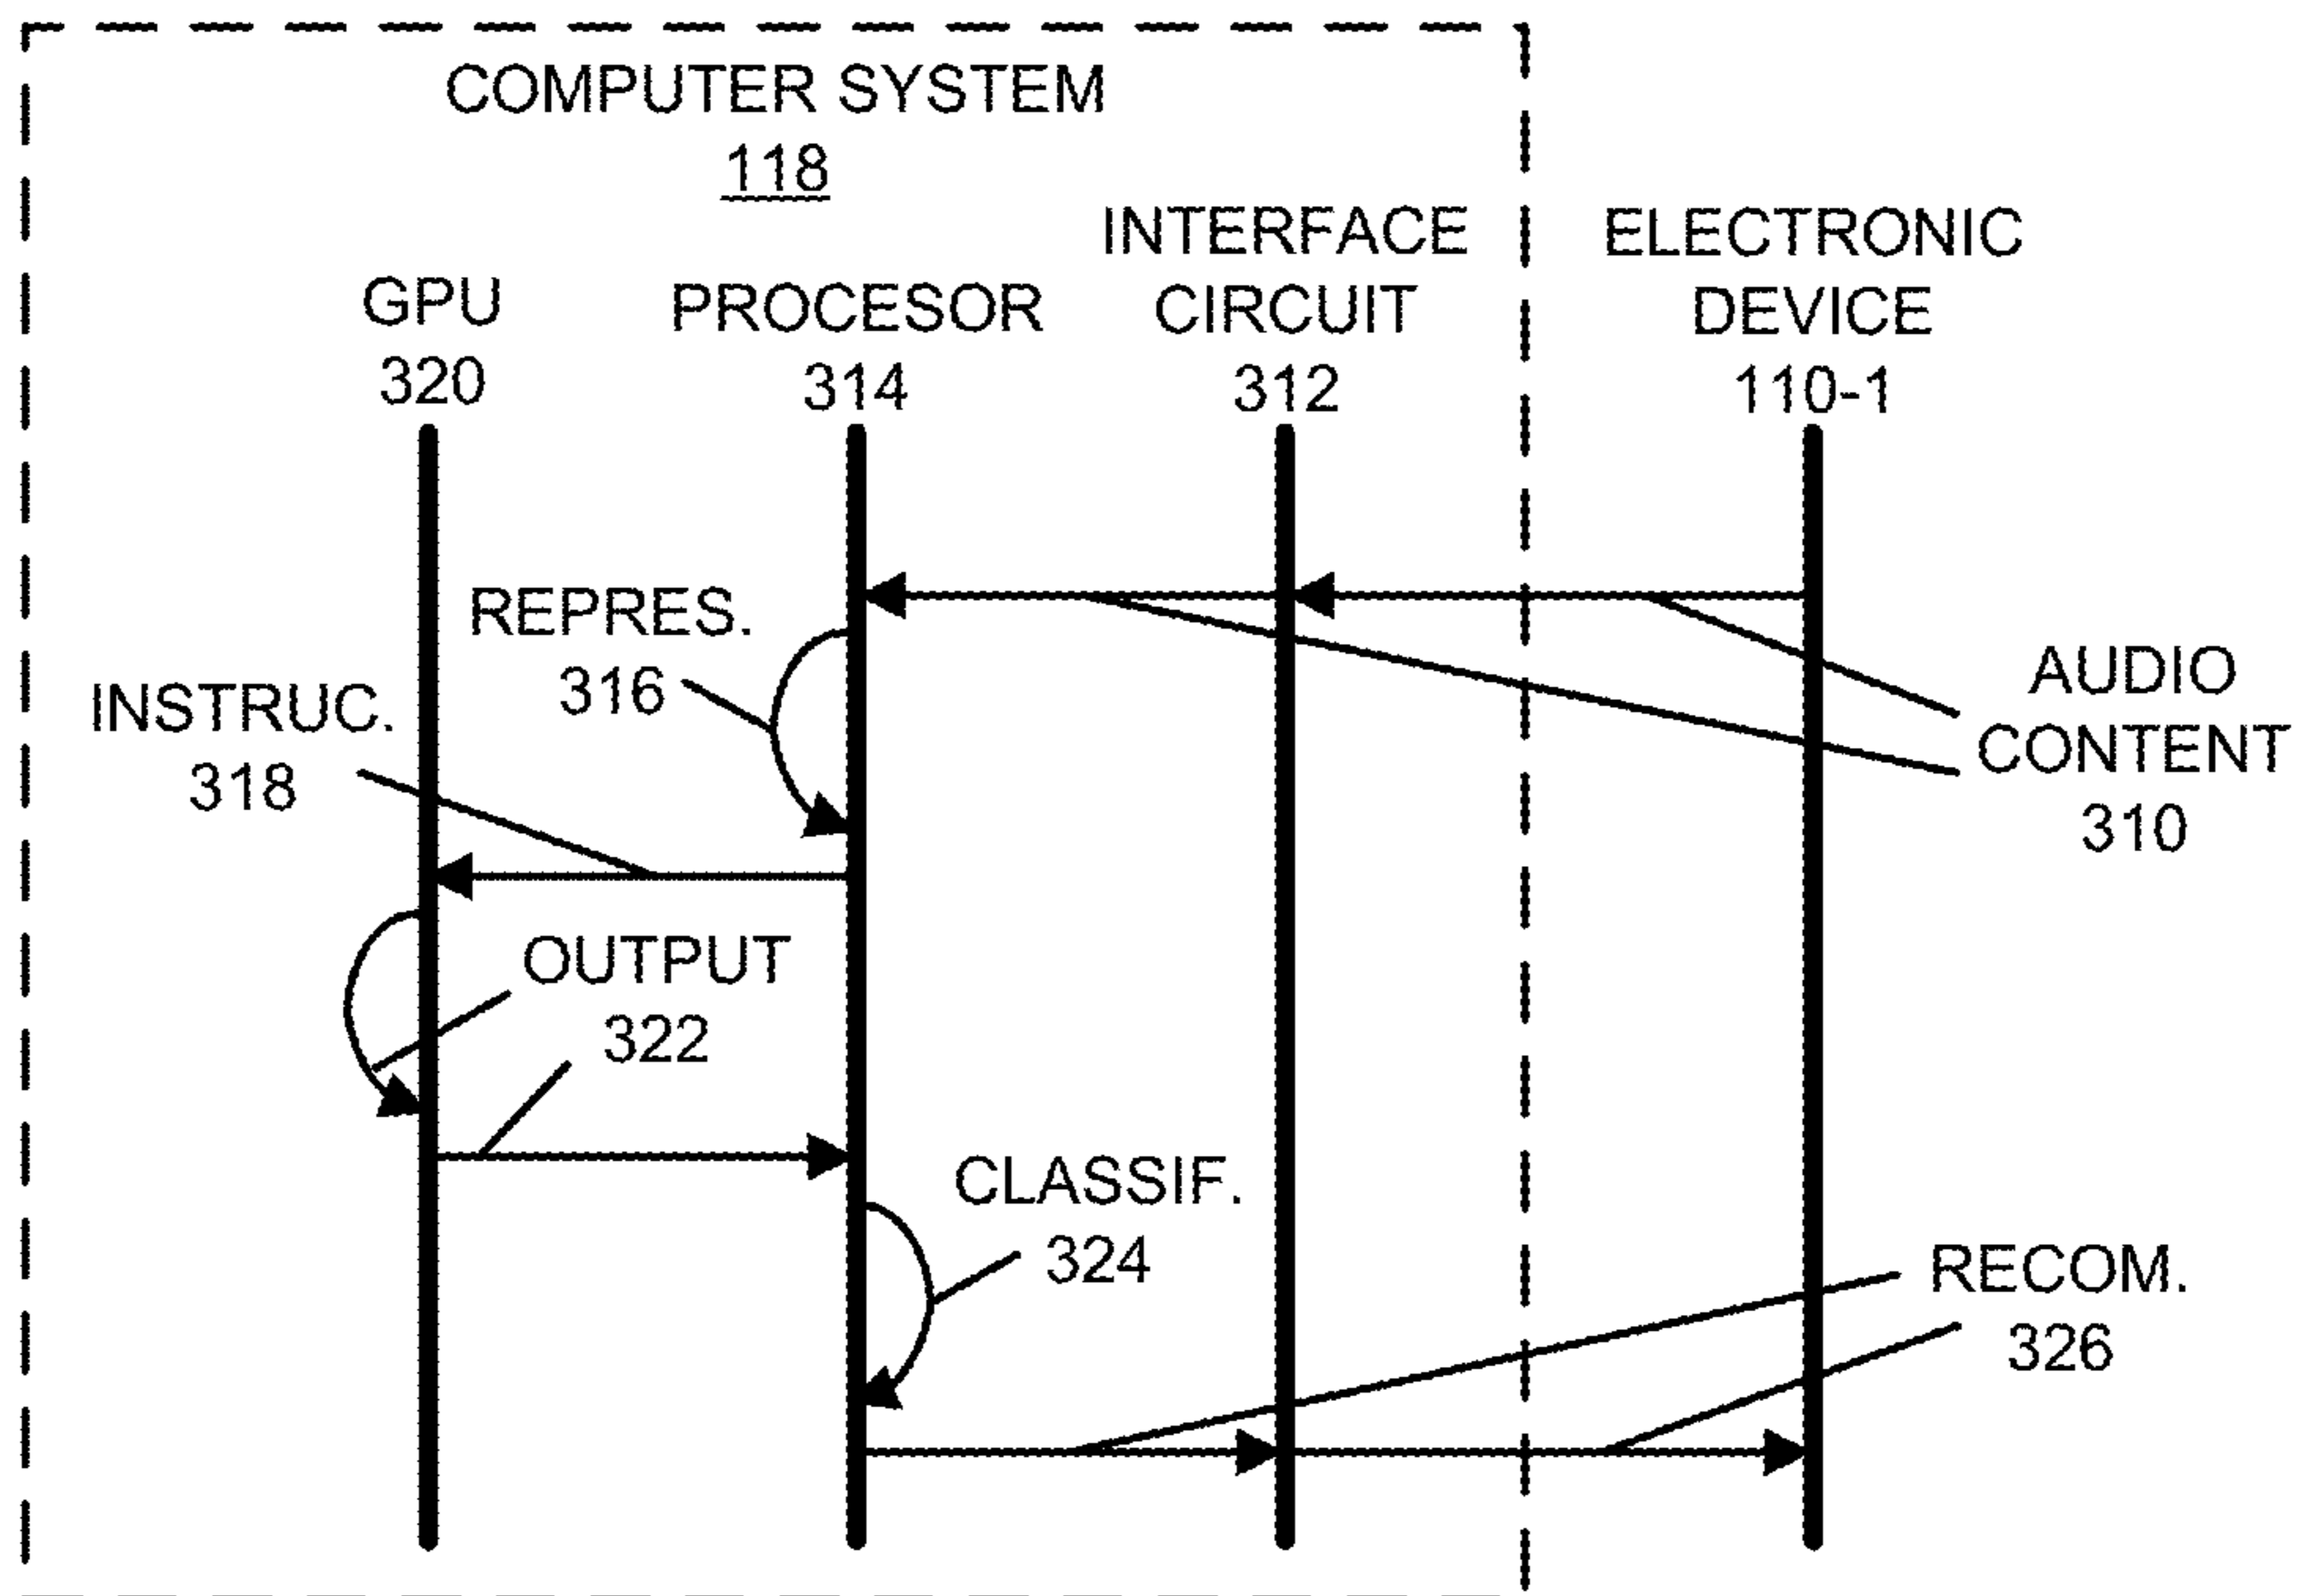 COMPUTER SYSTEM
118
GPU
320
PROCESOR
314
INTERFACE
CIRCUIT
312
ELECTRONIC
DEVICE
110-1
REPRES.
316
INSTRUC.
318
AUDIO
CONTENT
310
OUTPUT
322
CLASSIF.
324
RECOM.
326